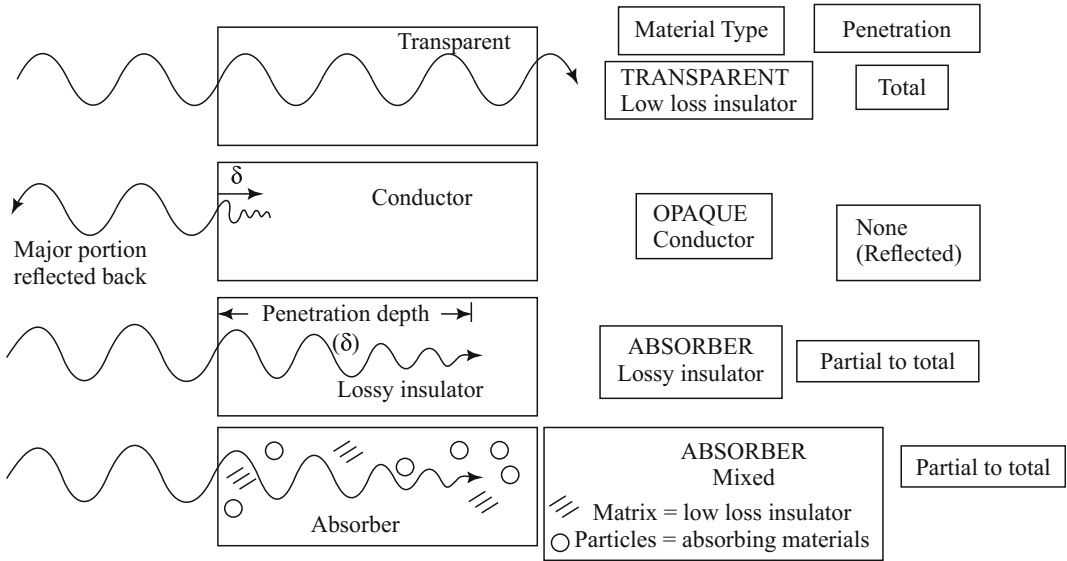 Material Type
Penetration
Transparent
TRANSPARENT
Low loss insulator
Total
δ
Conductor
Major portion
reflected back
OPAQUE
Conductor
None
(Reflected)
Penetration depth
(δ)
Lossy insulator
ABSORBER
Lossy insulator
Partial to total
Absorber
ABSORBER
Mixed
Matrix = low loss insulator
Particles = absorbing materials
Partial to total